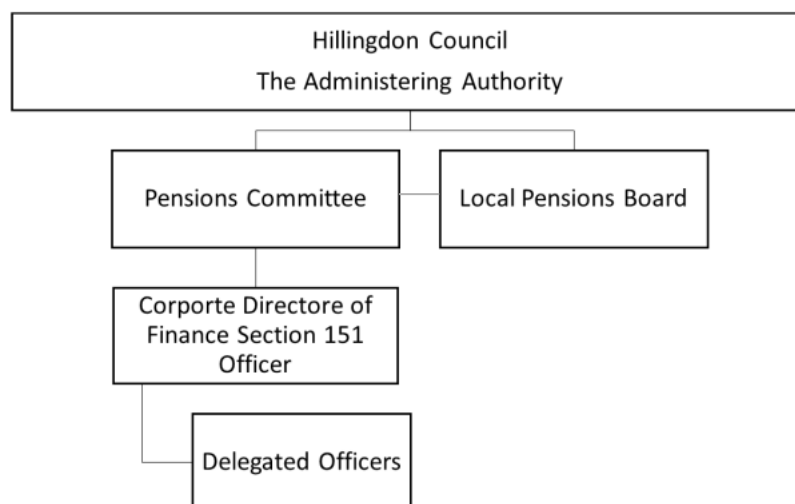 Hillingdon Council
The Administering Authority
Pensions Committee
Local Pensions Board
Corporte Directore of
Finance Section 151
Officer
Delegated Officers